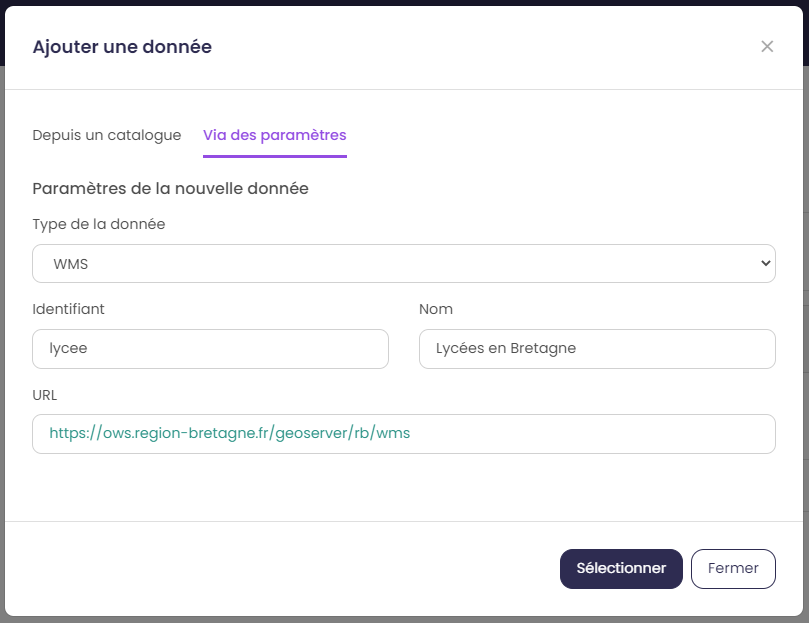 Ajouter une donnée
Depuis un catalogue Via des paramètres
Paramètres de la nouvelle donnée
Type de la donnée
WMS
Identifiant Nom
lycee Lycées en Bretagne
URL
https://ows.region-bretagne.fr/geoserver/rb/wms
Sélectionner Fermer